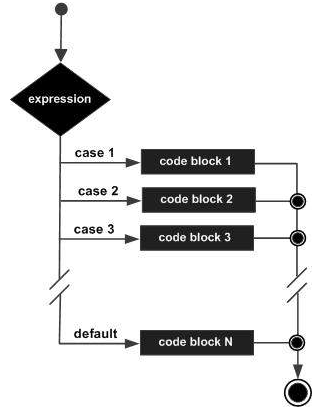 expression
case 1
code block 1
case 2
code block 2
case 3
code block 3
default
code block N